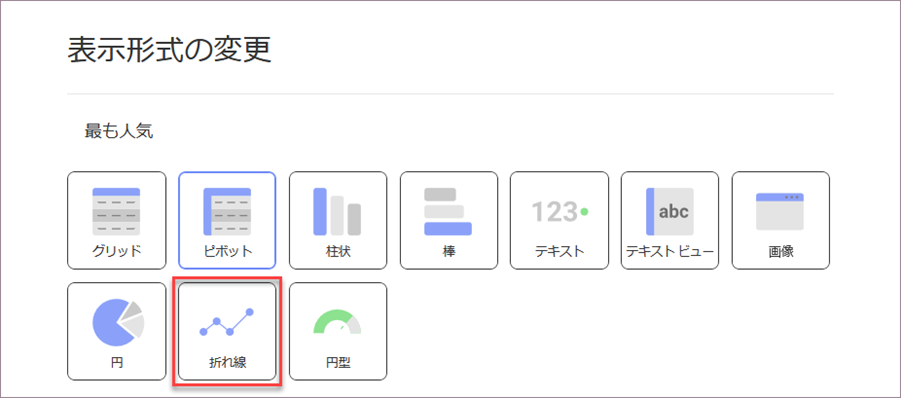 表示形式の変更
最も人気
123
abc
グリッド
ピボット
柱状
棒
テキスト
テキスト ビュー
画像
円
折れ線
円型